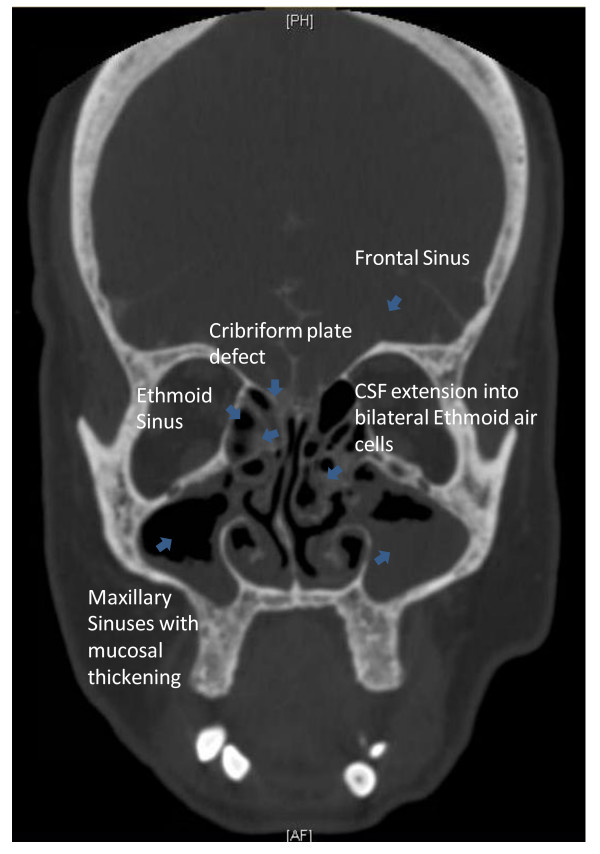 [PH]
Frontal Sinus
Cribriform plate
defect
Ethmoid
Sinus
CSF extension into
bilateral Ethmoid air
cells
Maxillary
Sinuses with
mucosal
thickening
[AF]